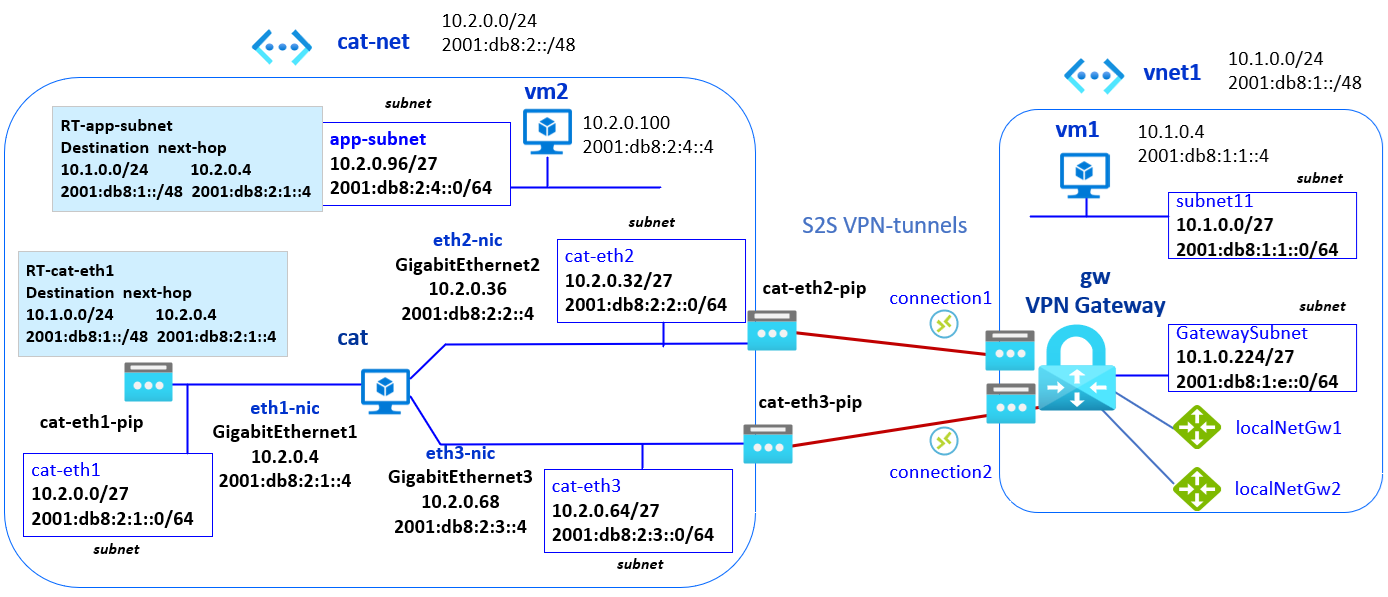 cat-net
10.2.0.0/24
2001:db8:2::/48
vnet1
10.1.0.0/24
2001:db8:1::/48
RT-app-subnet
Destination next-hop
10.1.0.0/24 10.2.0.4
2001:db8:1::/48 2001:db8:2:1::4
subnet
app-subnet
10.2.0.96/27
2001:db8:2:4::0/64
vm2
10.2.0.100
2001:db8:2:4::4
vm1
10.1.0.4
2001:db8:1:1::4
subnet
subnet11
10.1.0.0/27
2001:db8:1:1::0/64
S2S VPN-tunnels
RT-cat-eth1
Destination next-hop
10.1.0.0/24 10.2.0.4
2001:db8:1::/48 2001:db8:2:1::4
eth2-nic
GigabitEthernet2
10.2.0.36
2001:db8:2:2::4
subnet
cat-eth2
10.2.0.32/27
2001:db8:2:2::0/64
cat-eth2-pip
connection1
gw
VPN Gateway
subnet
GatewaySubnet
10.1.0.224/27
2001:db8:1:e::0/64
cat
cat-eth1-pip
eth1-nic
GigabitEthernet1
10.2.0.4
2001:db8:2:1::4
cat-eth1
10.2.0.0/27
2001:db8:2:1::0/64
subnet
eth3-nic
GigabitEthernet3
10.2.0.68
2001:db8:2:3::4
cat-eth3
10.2.0.64/27
2001:db8:2:3::0/64
subnet
cat-eth3-pip
connection2
localNetGw1
localNetGw2